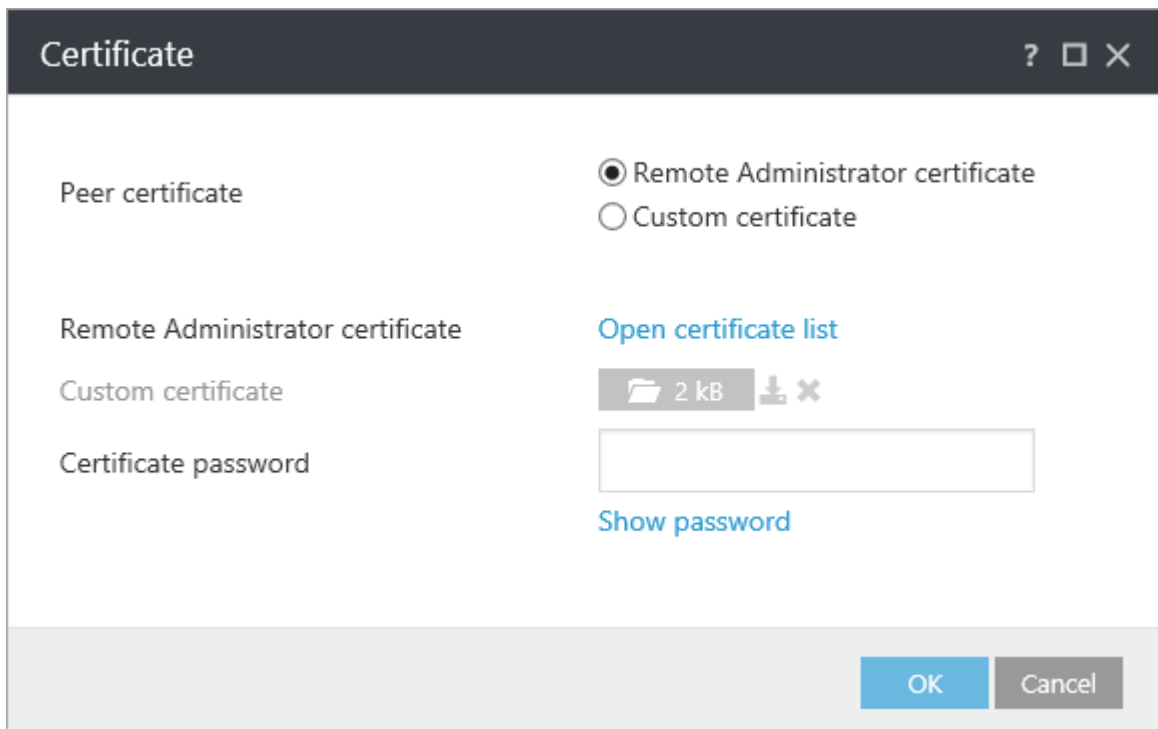 Certificate ?
Peer certificate
Remote Administrator certificate
Custom certificate
Remote Administrator certificate Open certificate list
Custom certificate 2 kB
Certificate password
Show password
OK Cancel